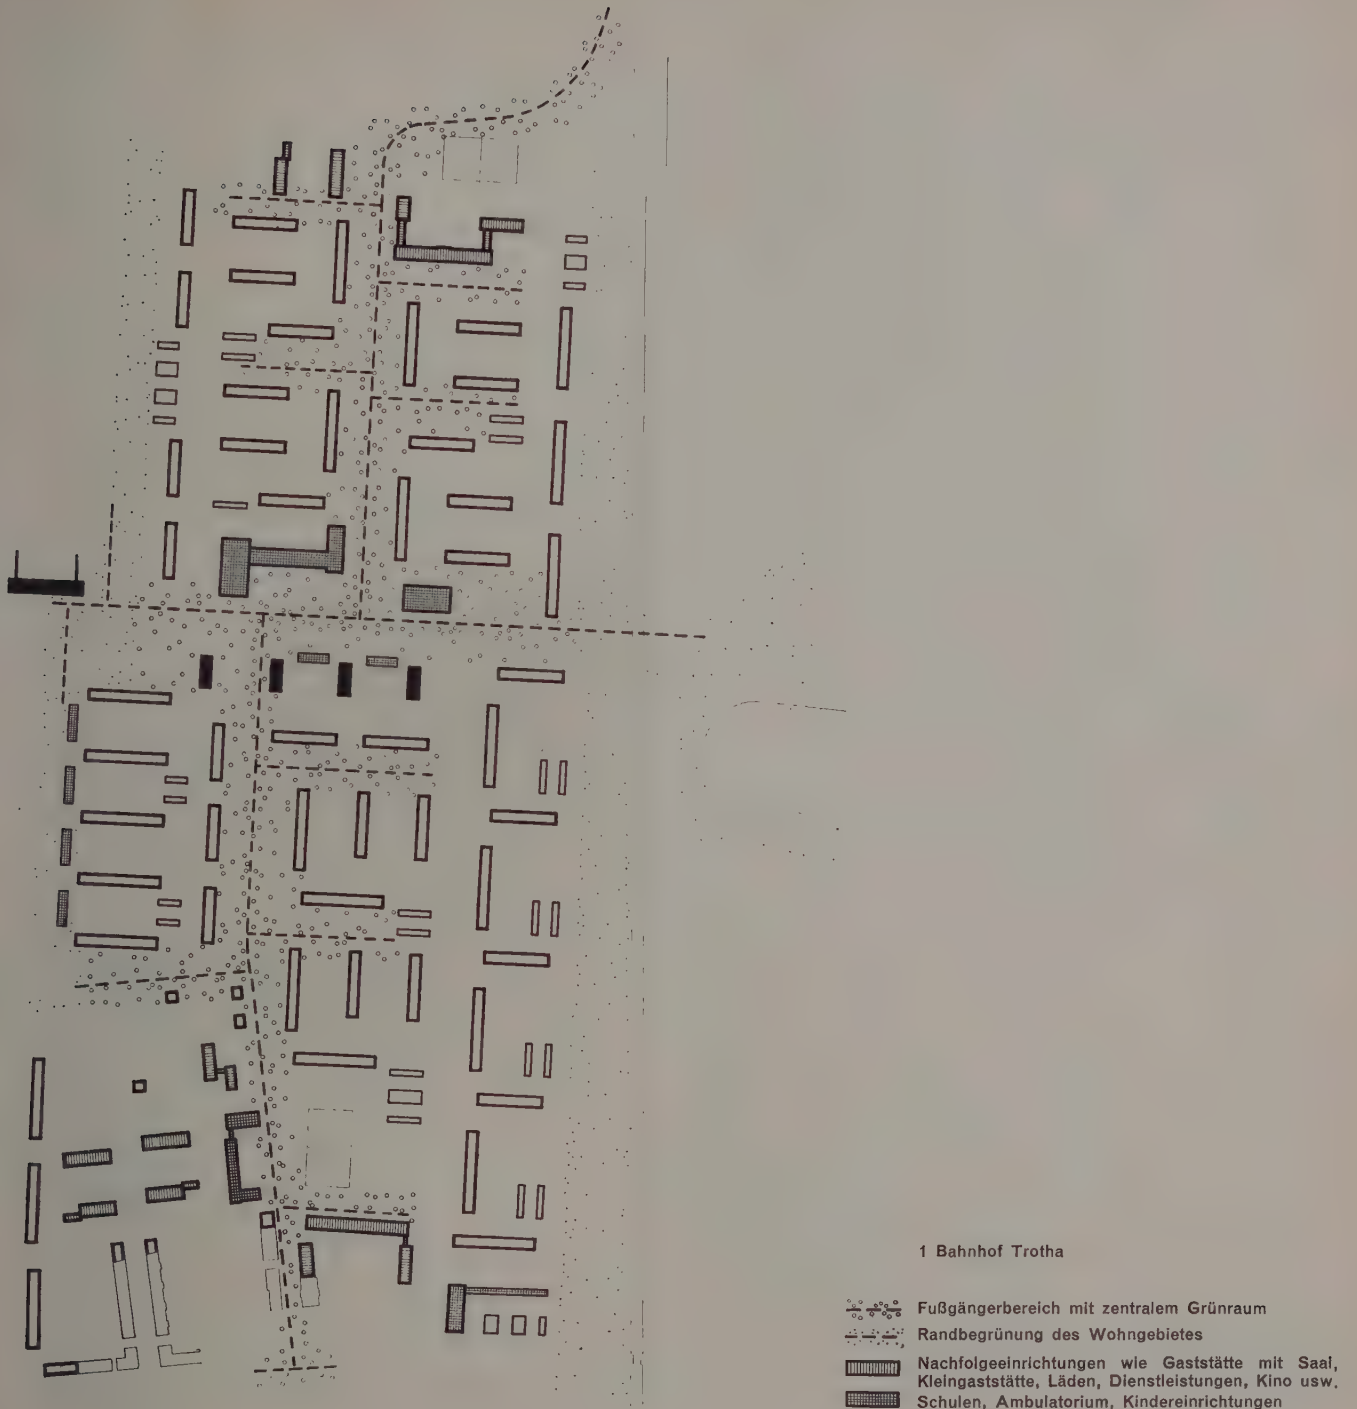 1 Bahnhof Trotha
Fußgängerbereich mit zentralem Grünraum
Randbegrünung des Wohngebietes
Nachfolgeeinrichtungen wie Gaststätte mit Saal,
Kleingaststätte, Läden, Dienstleistungen, Kino usw.
Schulen, Ambulatorium, Kindereinrichtungen